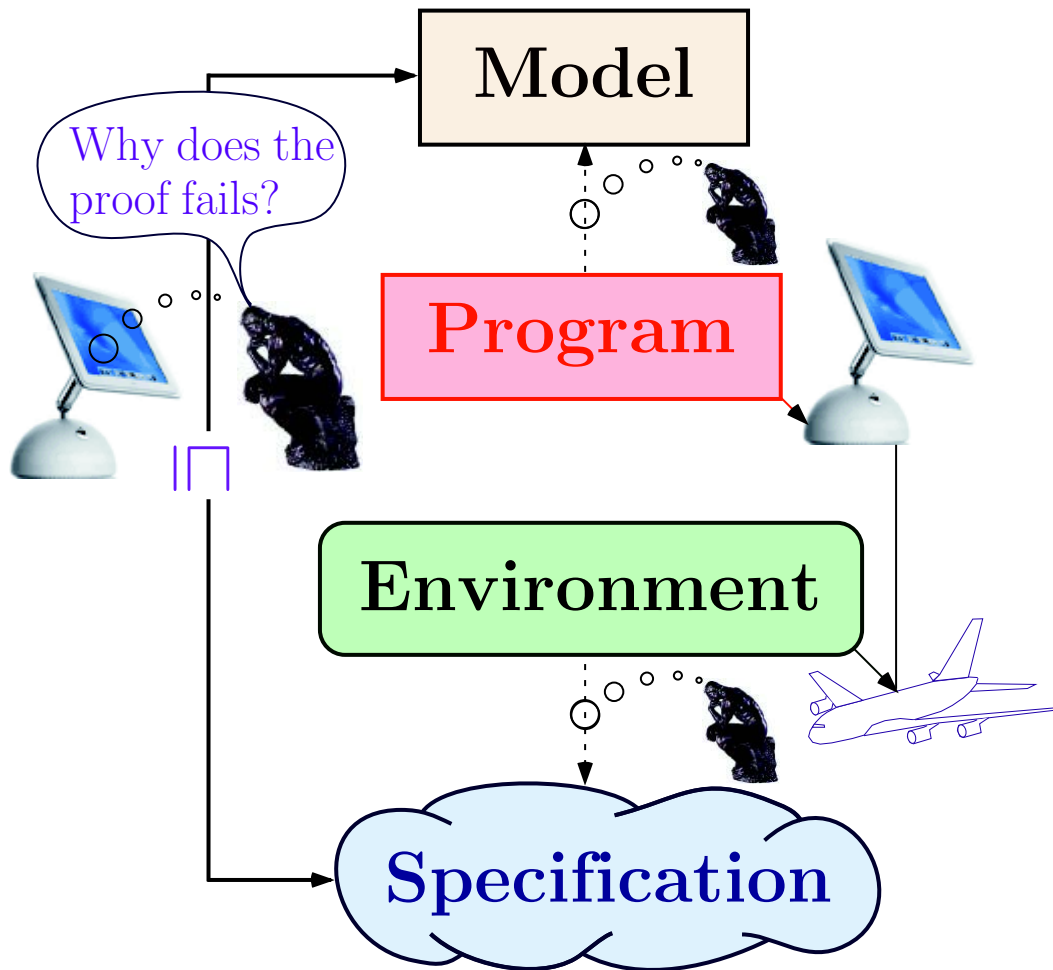 Model
Why does the
proof fails?
Program
Environment
Specification